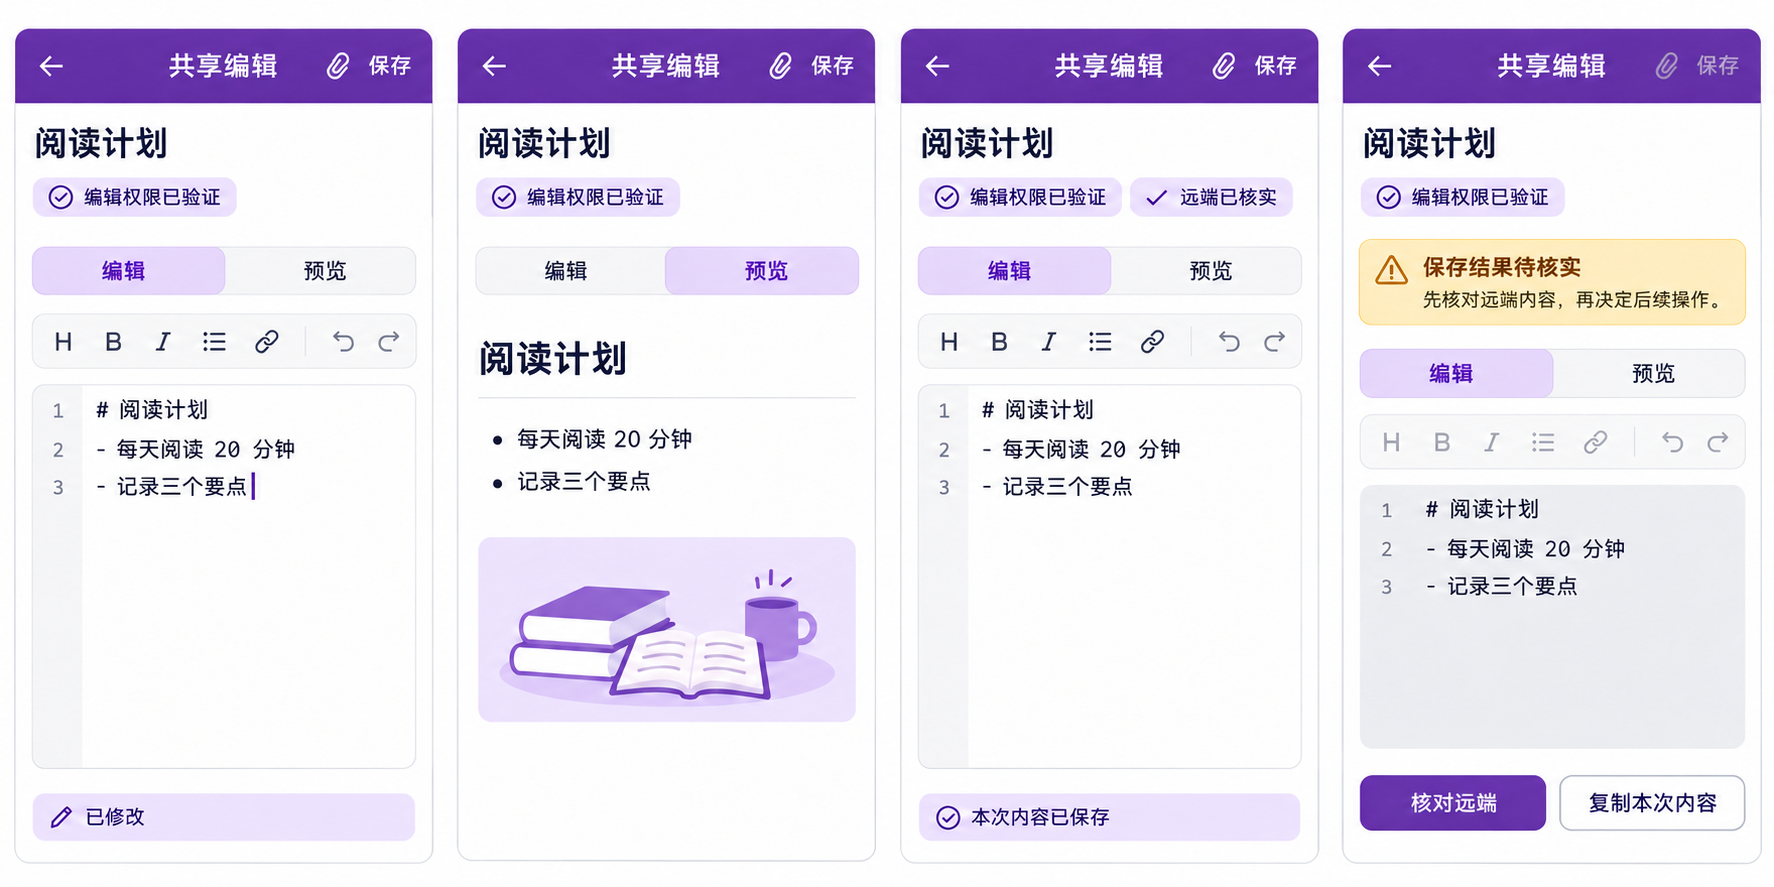 共享编辑 保存
阅读计划
编辑权限已验证
编辑 预览
H B I
1 # 阅读计划
2 - 每天阅读 20 分钟
3 - 记录三个要点
已修改
共享编辑 保存
阅读计划
编辑权限已验证
编辑 预览
阅读计划
• 每天阅读 20 分钟
• 记录三个要点
共享编辑 保存
阅读计划
编辑权限已验证 远端已核实
编辑 预览
H B I
1 # 阅读计划
2 - 每天阅读 20 分钟
3 - 记录三个要点
本次内容已保存
共享编辑 保存
阅读计划
编辑权限已验证
保存结果待核实
先核对远端内容，再决定后续操作。
编辑 预览
H B I
1 # 阅读计划
2 - 每天阅读 20 分钟
3 - 记录三个要点
核对远端 复制本次内容